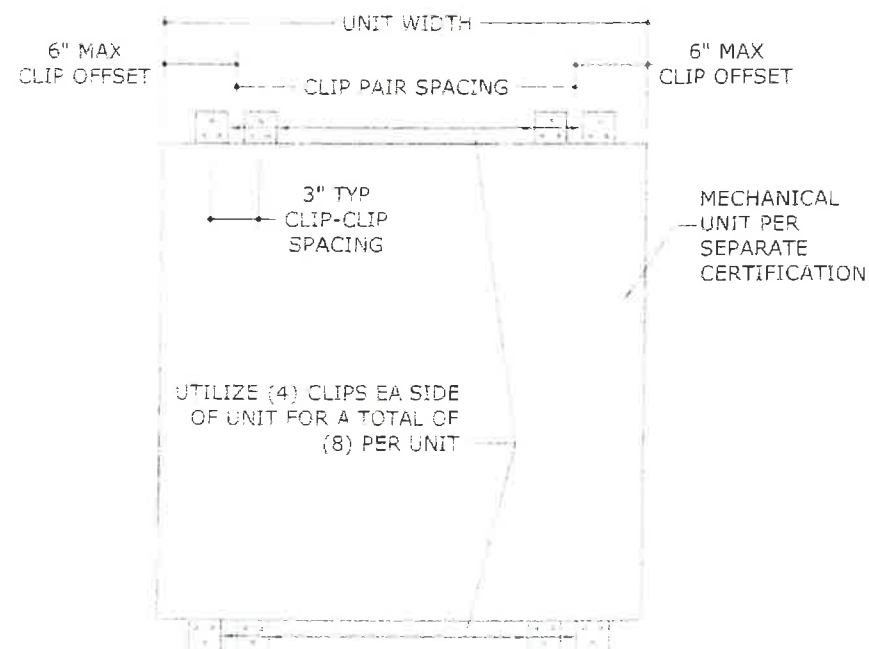 UNIT WIDTH
6" MAX
CLIP OFFSET
6" MAX
CLIP OFFSET
CLIP PAIR SPACING
3" TYP
CLIP-CLIP
SPACING
MECHANICAL
UNIT PER
SEPARATE
CERTIFICATION
UTILIZE (4) CLIPS EA SIDE
OF UNIT FOR A TOTAL OF
(8) PER UNIT